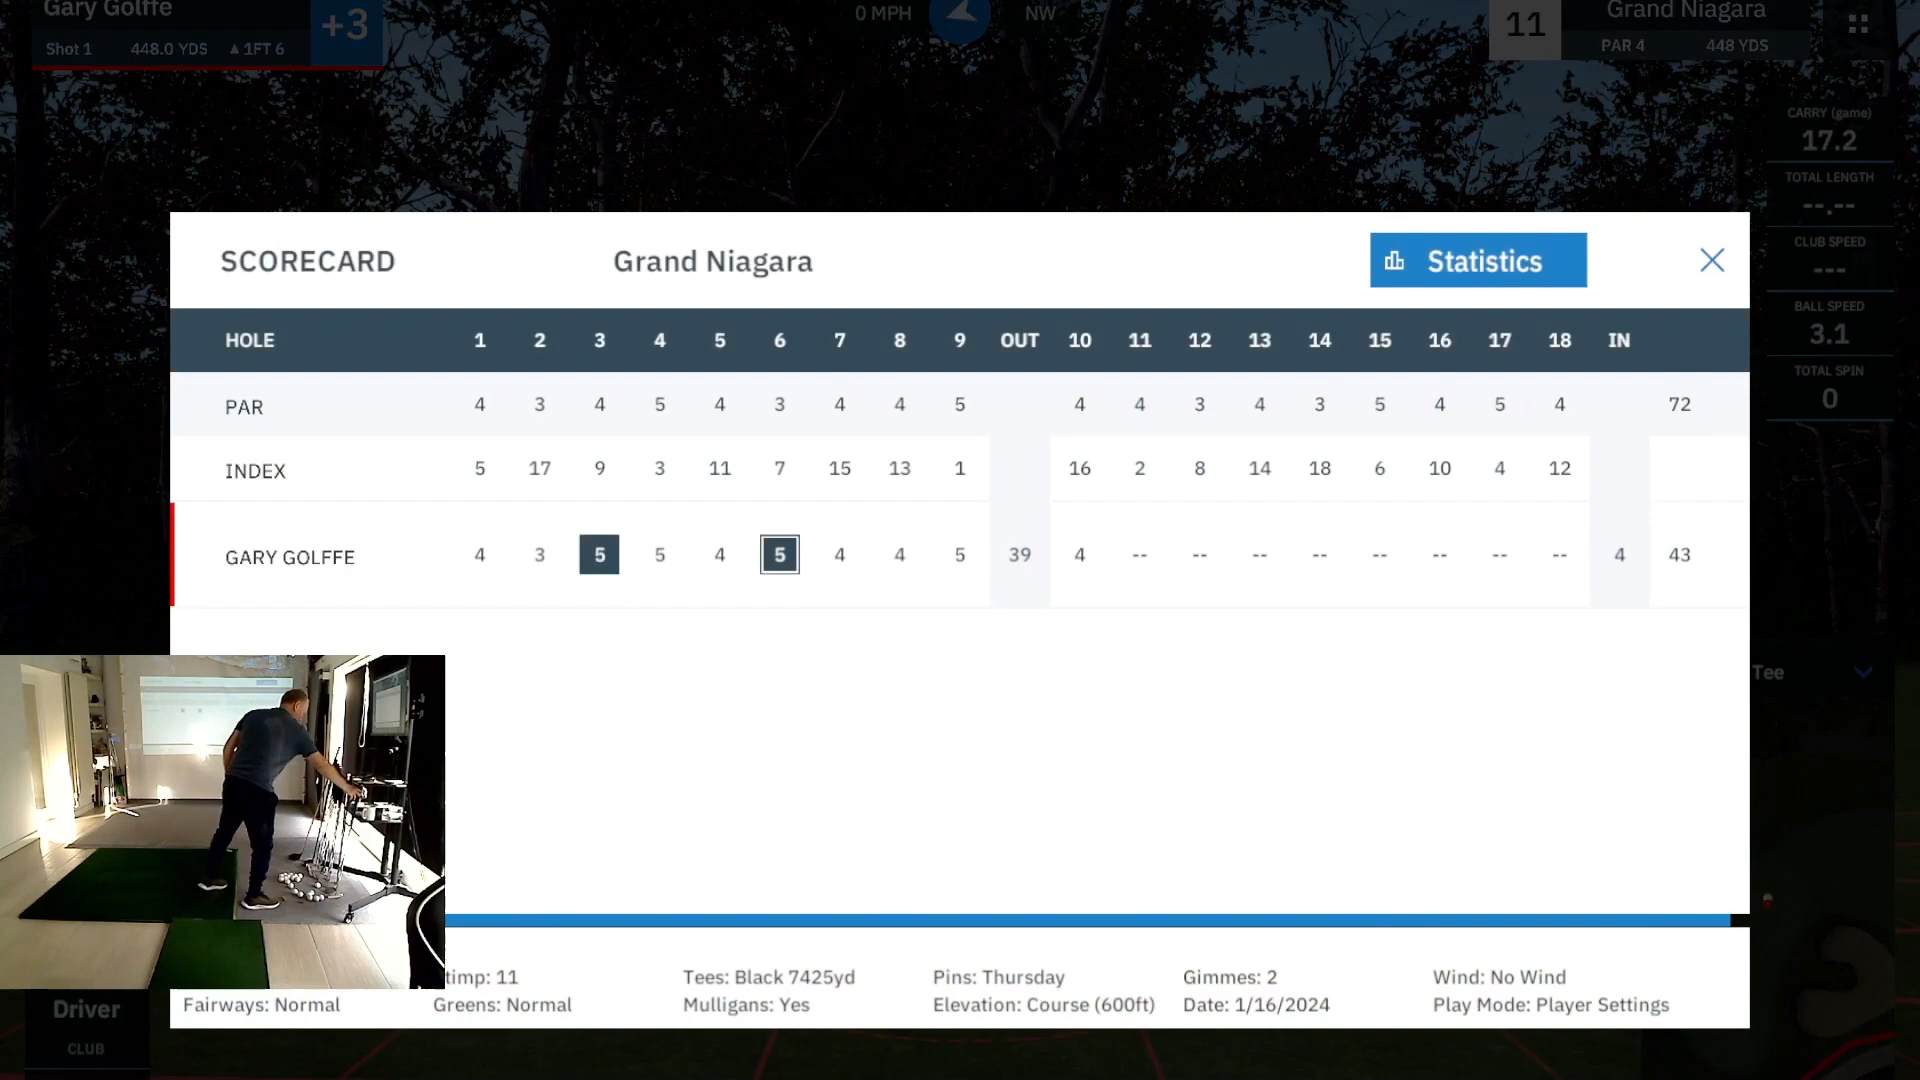 Gary Golffe
Shot 1 448.0 YDS ▲1FT 6
+3
0 MPH NW
11
Grand Niagara
PAR 4 448 YDS
CARRY (game)
17.2
TOTAL LENGTH
--.--
CLUB SPEED
---
BALL SPEED
3.1
TOTAL SPIN
0
SCORECARD Grand Niagara Statistics
HOLE 1 2 3 4 5 6 7 8 9 OUT 10 11 12 13 14 15 16 17 18 IN
PAR 4 3 4 5 4 3 4 4 5 4 4 3 4 3 5 4 5 4 72
INDEX 5 17 9 3 11 7 15 13 1 16 2 8 14 18 6 10 4 12
GARY GOLFFE 4 3 5 5 4 5 4 4 5 39 4 -- -- -- -- -- -- -- -- 4 43
Tee
timp: 11 Tees: Black 7425yd Pins: Thursday Gimmes: 2 Wind: No Wind
Fairways: Normal Greens: Normal Mulligans: Yes Elevation: Course (600ft) Date: 1/16/2024 Play Mode: Player Settings
Driver
CLUB